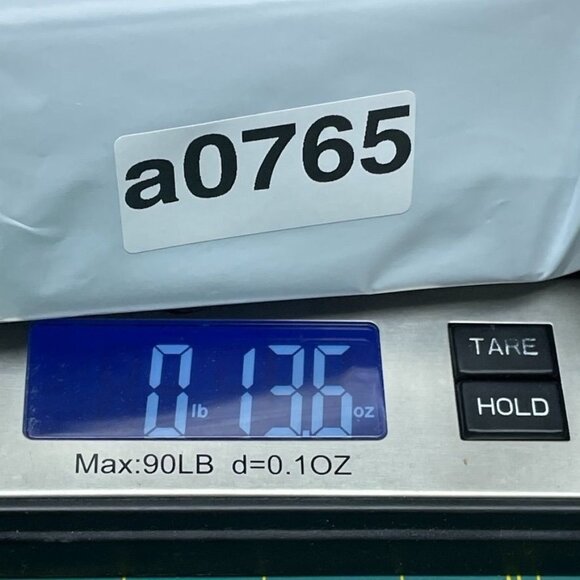 a0765
0 lb 13.6 oz
TARE
HOLD
Max:90LB d=0.1OZ